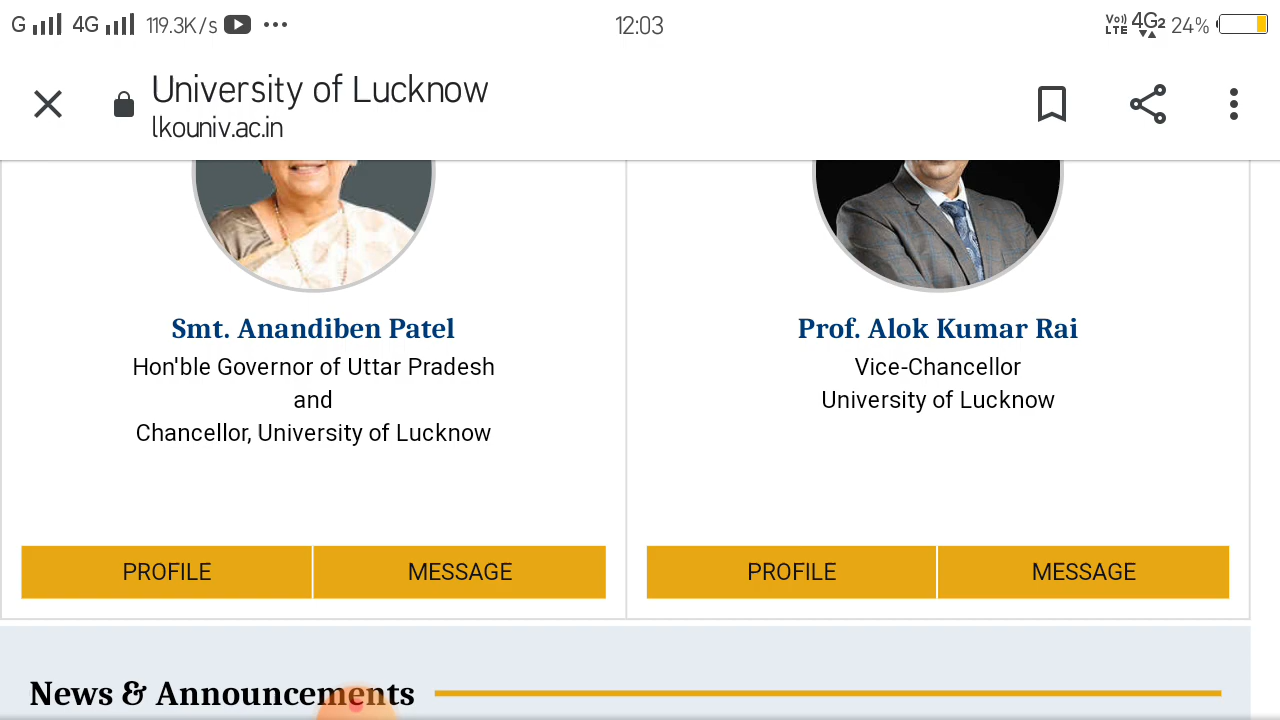 G 4G 119.3K/s 12:03 Vo)) LTE 4G2 24%
University of Lucknow
lkouniv.ac.in
Smt. Anandiben Patel
Hon'ble Governor of Uttar Pradesh
and
Chancellor, University of Lucknow
PROFILE MESSAGE
Prof. Alok Kumar Rai
Vice-Chancellor
University of Lucknow
PROFILE MESSAGE
News & Announcements